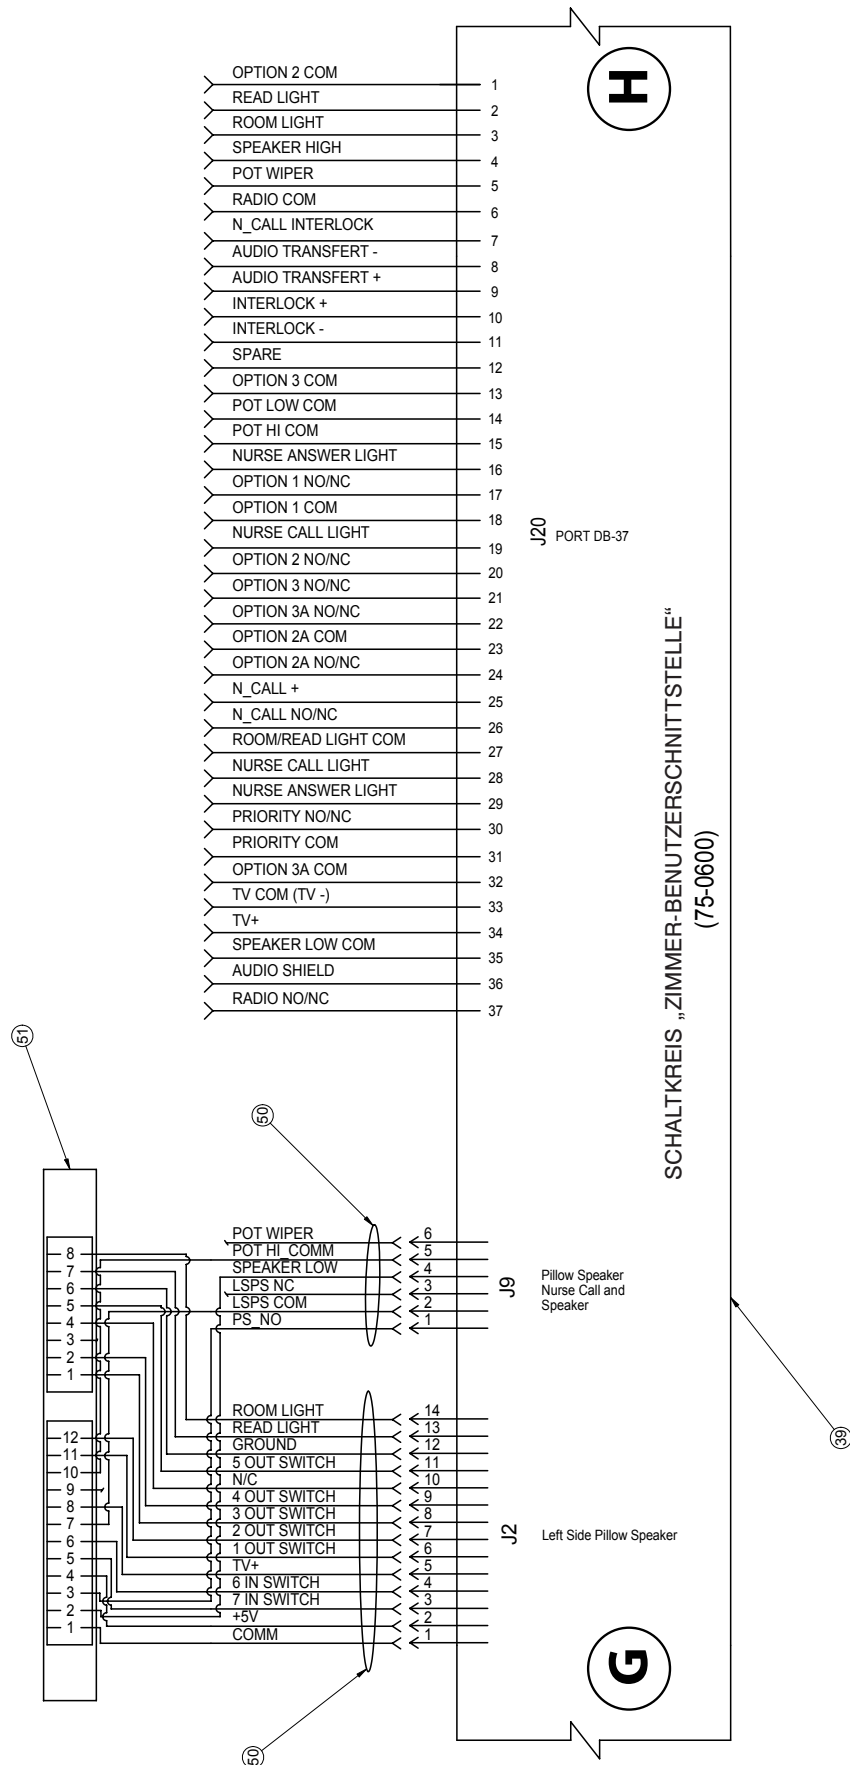 OPTION 2 COM 1
READ LIGHT 2
ROOM LIGHT 3
SPEAKER HIGH 4
POT WIPER 5
RADIO COM 6
N_CALL INTERLOCK 7
AUDIO TRANSFERT - 8
AUDIO TRANSFERT + 9
INTERLOCK + 10
INTERLOCK - 11
SPARE 12
OPTION 3 COM 13
POT LOW COM 14
POT HI COM 15
NURSE ANSWER LIGHT 16
OPTION 1 NO/NC 17
OPTION 1 COM 18
NURSE CALL LIGHT 19
OPTION 2 NO/NC 20
OPTION 3 NO/NC 21
OPTION 3A NO/NC 22
OPTION 2A COM 23
OPTION 2A NO/NC 24
N_CALL + 25
N_CALL NO/NC 26
ROOM/READ LIGHT COM 27
NURSE CALL LIGHT 28
NURSE ANSWER LIGHT 29
PRIORITY NO/NC 30
PRIORITY COM 31
OPTION 3A COM 32
TV COM (TV -) 33
TV+ 34
SPEAKER LOW COM 35
AUDIO SHIELD 36
RADIO NO/NC 37
H
J20 PORT DB-37
SCHALTKREIS „ZIMMER-BENUTZERSCHNITTSTELLE“
(75-0600)
51
50
8
7
6
5
4
3
2
1
POT WIPER 6
POT HI_COMM 5
SPEAKER LOW 4
LSPS NC 3
LSPS COM 2
PS_NO 1
J9
Pillow Speaker
Nurse Call and
Speaker
12
11
10
9
8
7
6
5
4
3
2
1
ROOM LIGHT 14
READ LIGHT 13
GROUND 12
5 OUT SWITCH 11
N/C 10
4 OUT SWITCH 9
3 OUT SWITCH 8
2 OUT SWITCH 7
1 OUT SWITCH 6
TV+ 5
6 IN SWITCH 4
7 IN SWITCH 3
+5V 2
COMM 1
J2
Left Side Pillow Speaker
39
G
50